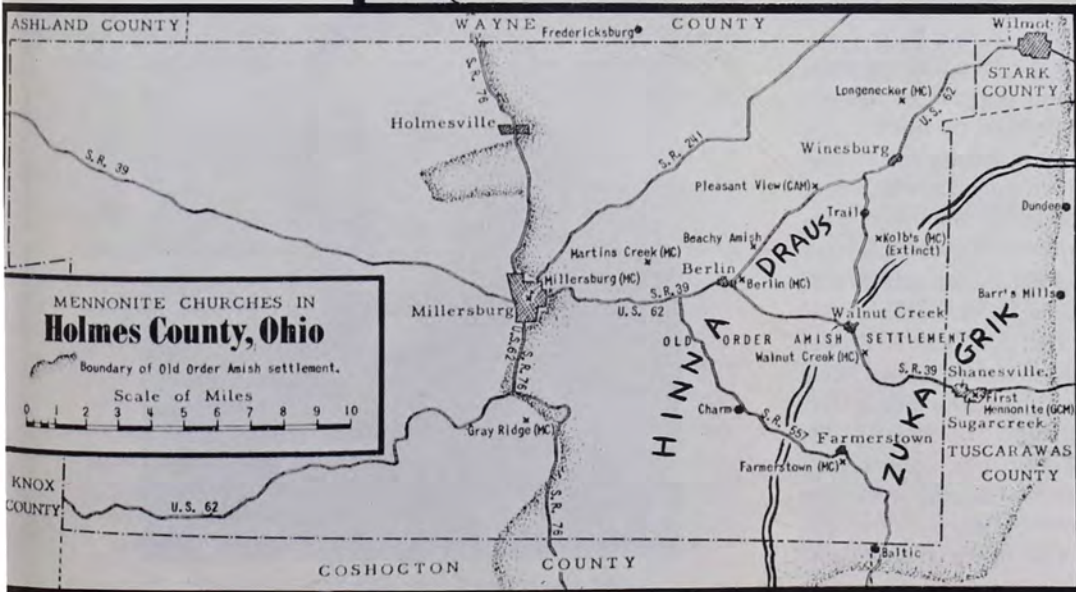 ASHLAND COUNTY
WAYNE COUNTY
Fredericksburg
Wilmot
STARK COUNTY
S.R. 76
Longenecker (MC)
U.S. 62
Holmesville
S.R. 241
Winesburg
S.R. 39
Pleasant View (CAM)
Trail
Dundee
Beachy Amish
DRAUS
Kolb's (MC)
(Extinct)
Martins Creek (MC)
Berlin
Berlin (MC)
Millersburg (MC)
Millersburg
S.R. 39
U.S. 62
Barr's Mills
Walnut Creek
OLD ORDER AMISH SETTLEMENT
Walnut Creek (MC)
HINNA
ZUKA
GRIK
S.R. 39
Shanesville
First
Mennonite (GCM)
Sugarcreek
U.S. 62
S.R. 76
Charm
S.R. 557
Gray Ridge (MC)
Farmerstown
Farmerstown (MC)
TUSCARAWAS
COUNTY
MENNONITE CHURCHES IN
Holmes County, Ohio
Boundary of Old Order Amish settlement.
Scale of Miles
0 1 2 3 4 5 6 7 8 9 10
KNOX
COUNTY
U.S. 62
S.R. 76
Baltic
COSHOCTON COUNTY